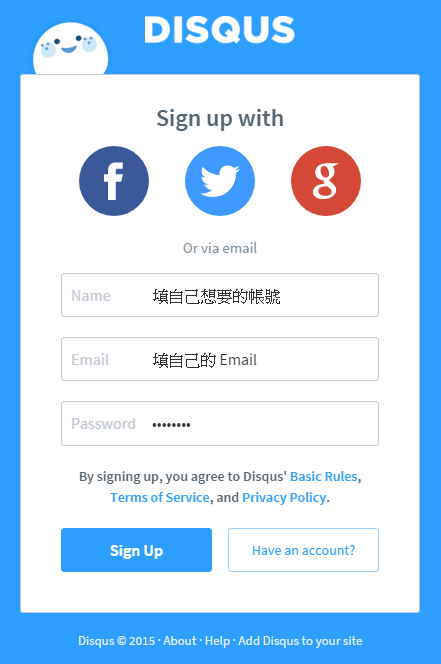 DISQUS
Sign up with
f
g
Or via email
Name 填自己想要的帳號
Email 填自己的 Email
Password ••••••••
By signing up, you agree to Disqus' Basic Rules,
Terms of Service, and Privacy Policy.
Sign Up Have an account?
Disqus © 2015 · About · Help · Add Disqus to your site